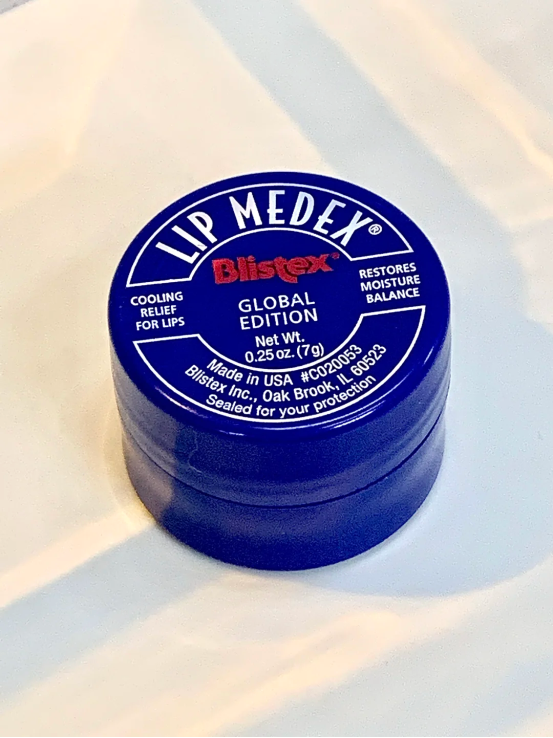 LIP MEDEX®
Blistex®
COOLING
RELIEF
FOR LIPS
GLOBAL
EDITION
RESTORES
MOISTURE
BALANCE
Net Wt.
0.25 oz. (7g)
Made in USA #C020053
Blistex Inc., Oak Brook, IL 60523
Sealed for your protection